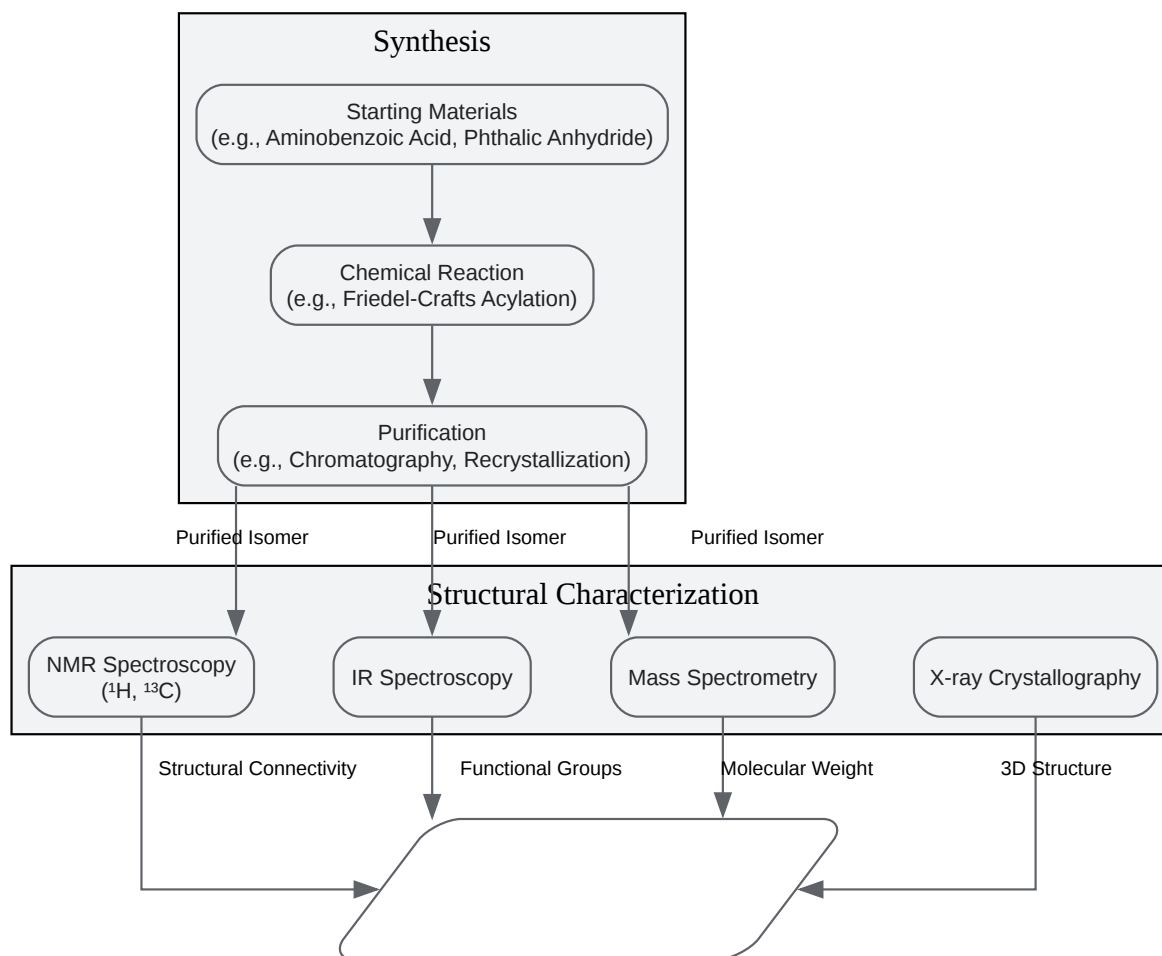 Synthesis
Starting Materials
(e.g., Aminobenzoic Acid, Phthalic Anhydride)
Chemical Reaction
(e.g., Friedel-Crafts Acylation)
Purification
(e.g., Chromatography, Recrystallization)
Purified Isomer
Purified Isomer
Purified Isomer
Structural Characterization
NMR Spectroscopy
(¹H, ¹³C)
IR Spectroscopy
Mass Spectrometry
X-ray Crystallography
Structural Connectivity
Functional Groups
Molecular Weight
3D Structure